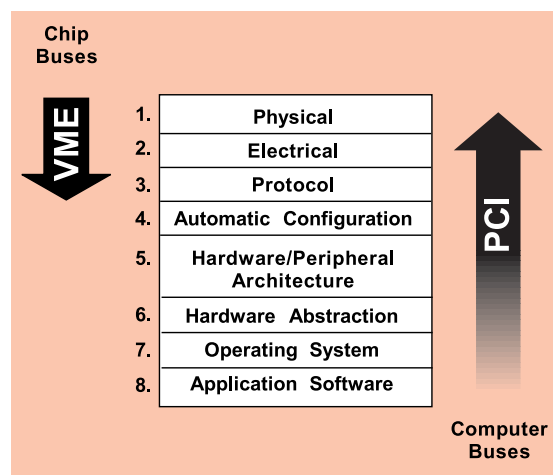 Chip
Buses
VME
1. Physical
2. Electrical
3. Protocol
4. Automatic Configuration
5. Hardware/Peripheral
Architecture
6. Hardware Abstraction
7. Operating System
8. Application Software
PCI
Computer
Buses